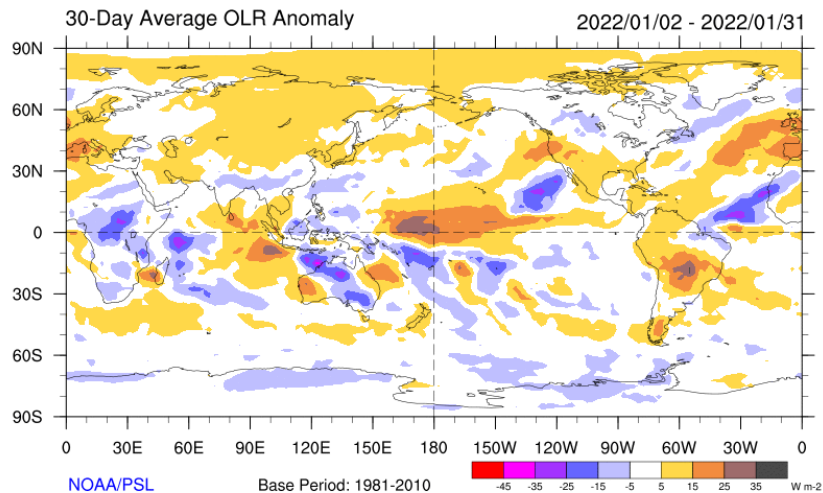 30-Day Average OLR Anomaly 2022/01/02 - 2022/01/31
90N
60N
30N
0
30S
60S
90S
0 30E 60E 90E 120E 150E 180 150W 120W 90W 60W 30W 0
NOAA/PSL Base Period: 1981-2010
-45 -35 -25 -15 -5 5 15 25 35 W m-2